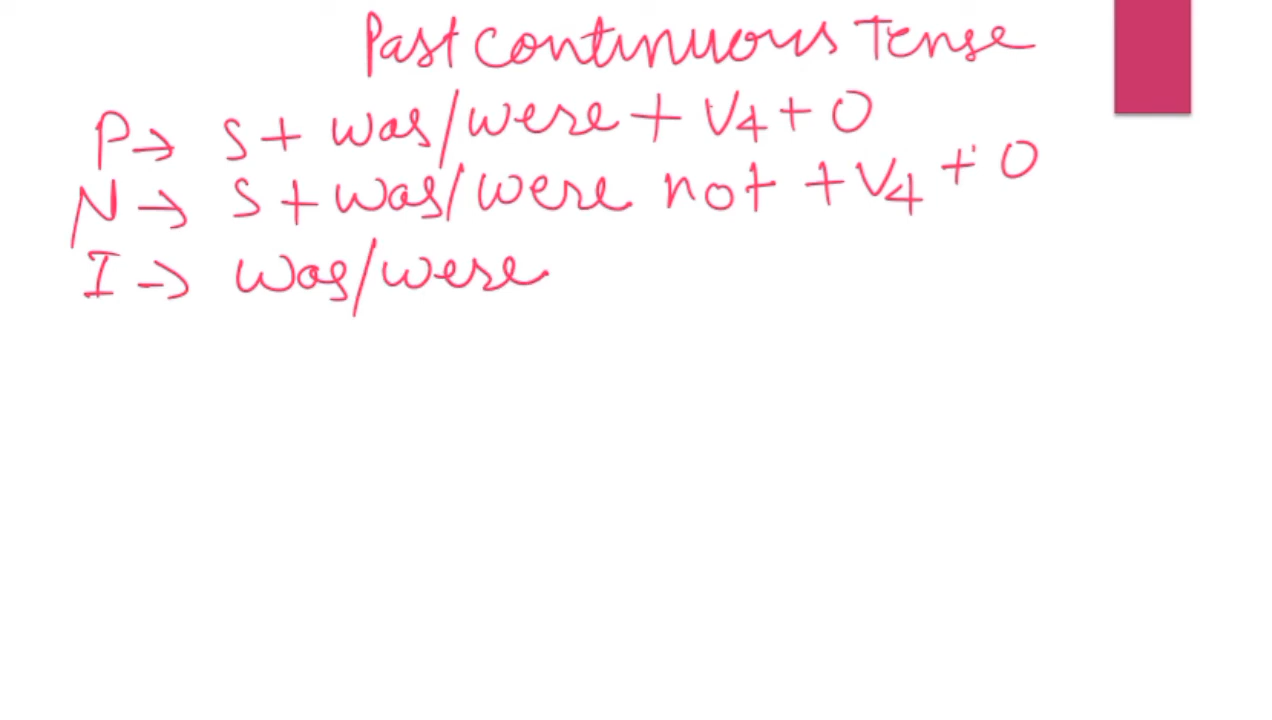 Past Continuous Tense
P → S + was/were + V4 + O
N → S + was/were not + V4 + O
I → Was/were